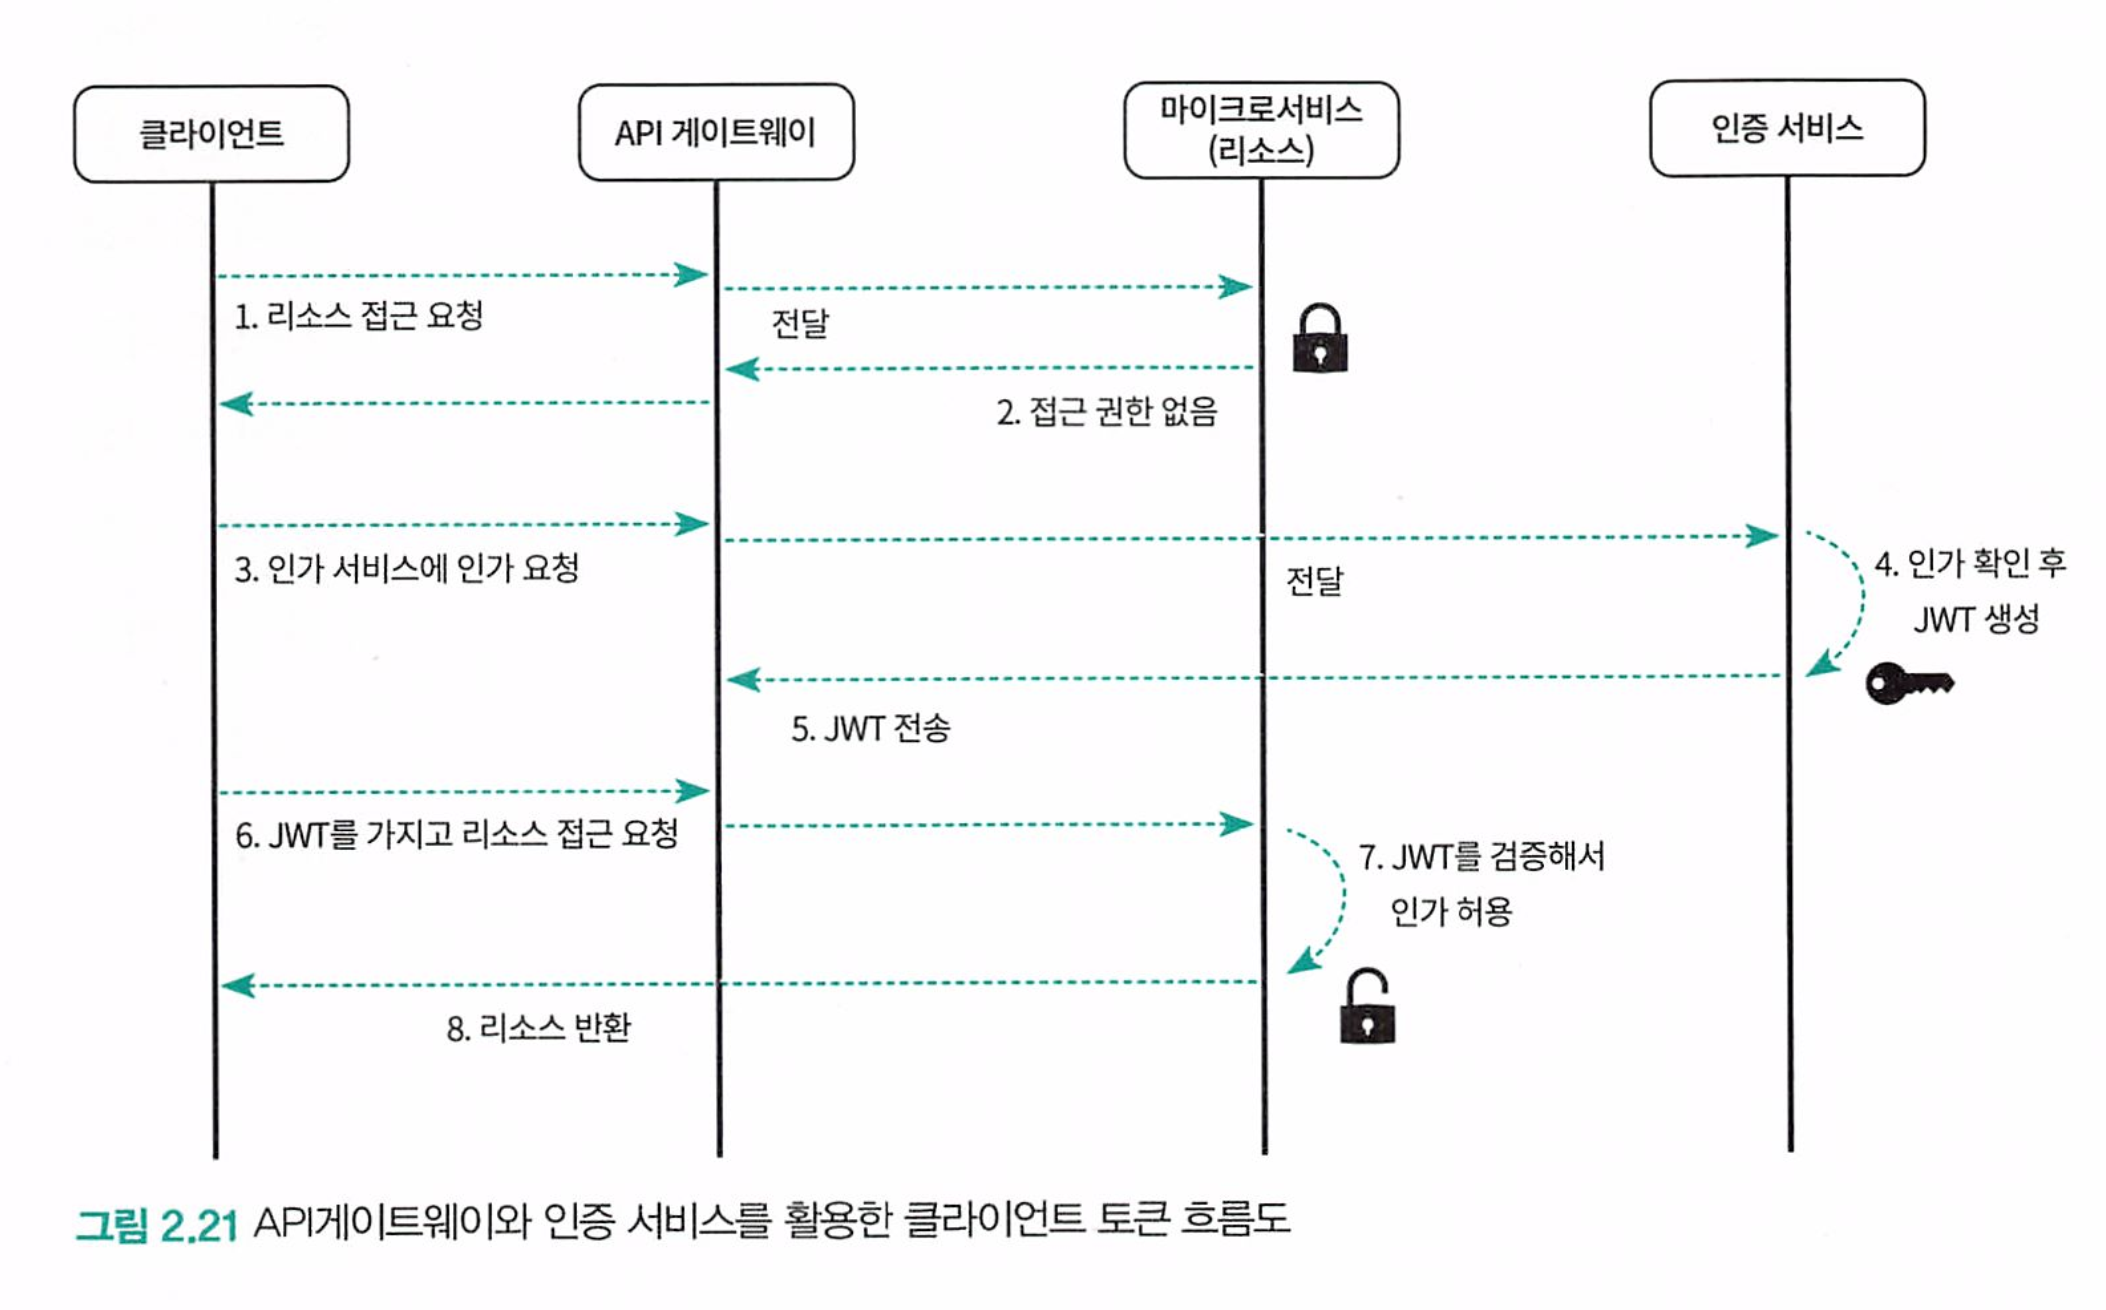 클라이언트
API 게이트웨이
마이크로서비스
(리소스)
인증 서비스
1. 리소스 접근 요청
전달
2. 접근 권한 없음
3. 인가 서비스에 인가 요청
전달
4. 인가 확인 후
JWT 생성
5. JWT 전송
6. JWT를 가지고 리소스 접근 요청
7. JWT를 검증해서
인가 허용
8. 리소스 반환
그림 2.21 API게이트웨이와 인증 서비스를 활용한 클라이언트 토큰 흐름도